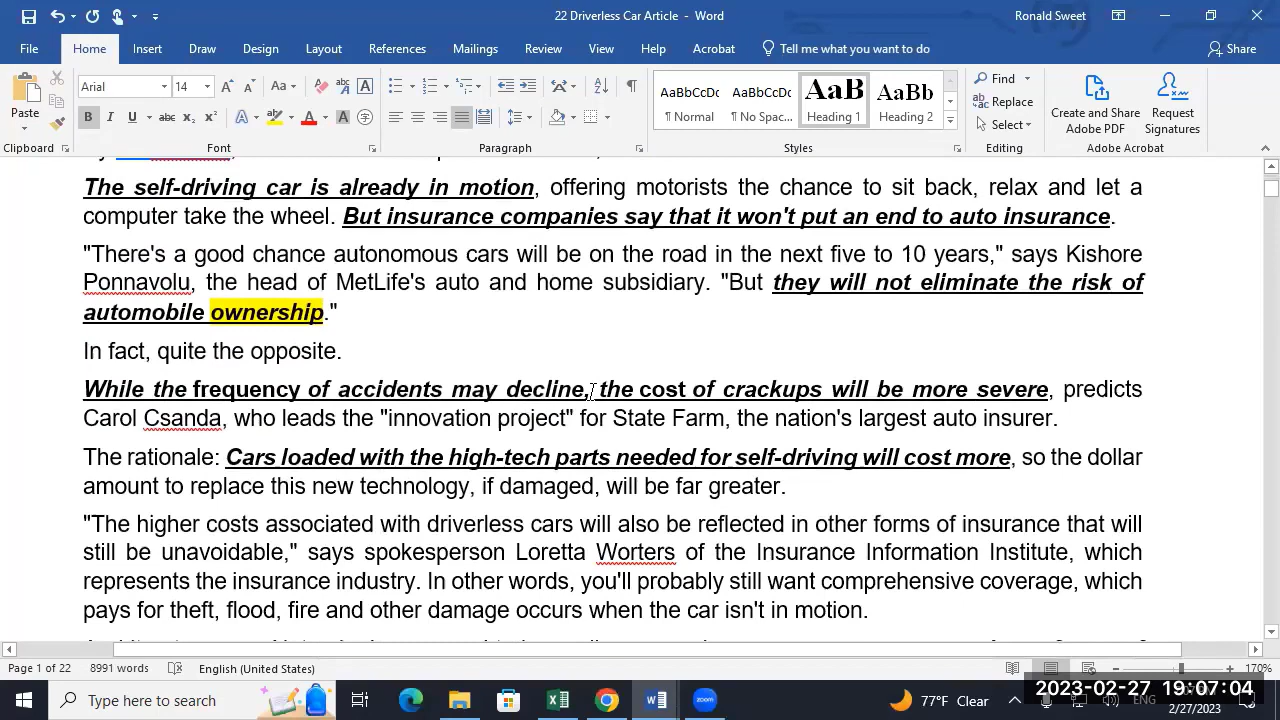 22 Driverless Car Article - Word
Ronald Sweet
File Home Insert Draw Design Layout References Mailings Review View Help Acrobat Tell me what you want to do Share
Paste
Arial 14
B I U abc x₂ x² A A A
AaBbCcDc AaBbCcDc AaB AaBb
¶ Normal ¶ No Spac... Heading 1 Heading 2
Find
Replace
Select
Create and Share Adobe PDF
Request Signatures
Clipboard Font Paragraph Styles Editing Adobe Acrobat
The self-driving car is already in motion, offering motorists the chance to sit back, relax and let a
computer take the wheel. But insurance companies say that it won't put an end to auto insurance.
"There's a good chance autonomous cars will be on the road in the next five to 10 years," says Kishore
Ponnavolu, the head of MetLife's auto and home subsidiary. "But they will not eliminate the risk of
automobile ownership."
In fact, quite the opposite.
While the frequency of accidents may decline, the cost of crackups will be more severe, predicts
Carol Csanda, who leads the "innovation project" for State Farm, the nation's largest auto insurer.
The rationale: Cars loaded with the high-tech parts needed for self-driving will cost more, so the dollar
amount to replace this new technology, if damaged, will be far greater.
"The higher costs associated with driverless cars will also be reflected in other forms of insurance that will
still be unavoidable," says spokesperson Loretta Worters of the Insurance Information Institute, which
represents the insurance industry. In other words, you'll probably still want comprehensive coverage, which
pays for theft, flood, fire and other damage occurs when the car isn't in motion.
Page 1 of 22 8991 words English (United States) 170%
Type here to search
zoom
77°F Clear
ENG
2023-02-27 19:07:04
2/27/2023